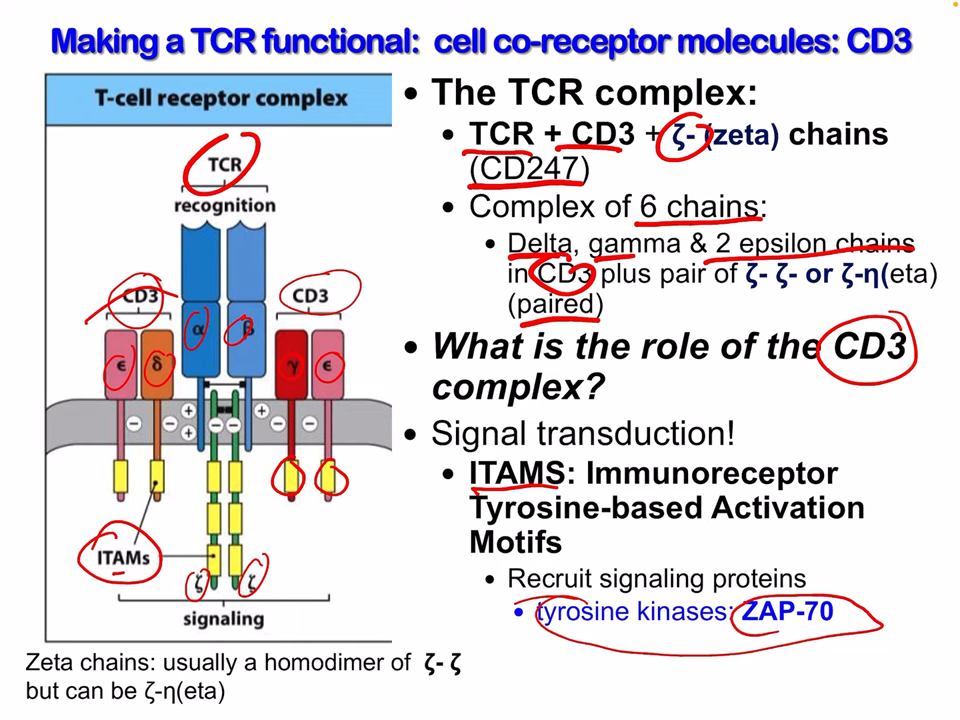 Making a TCR functional: cell co-receptor molecules: CD3
T-cell receptor complex
TCR
recognition
CD3
CD3
α
β
ε
δ
γ
ε
+
+
+
−
−
−
−
−
−
ITAMs
ζ
ζ
signaling
Zeta chains: usually a homodimer of ζ- ζ
but can be ζ-η(eta)
• The TCR complex:
• TCR + CD3 + ζ- (zeta) chains
(CD247)
• Complex of 6 chains:
• Delta, gamma & 2 epsilon chains
in CD3 plus pair of ζ- ζ- or ζ-η(eta)
(paired)
• What is the role of the CD3
complex?
• Signal transduction!
• ITAMS: Immunoreceptor
Tyrosine-based Activation
Motifs
• Recruit signaling proteins
• tyrosine kinases: ZAP-70